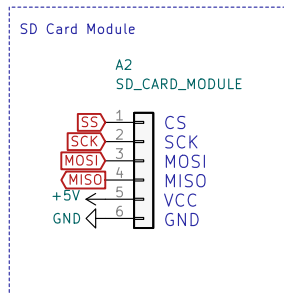 SD Card Module
A2
SD_CARD_MODULE
SS 1 CS
SCK 2 SCK
MOSI 3 MOSI
MISO 4 MISO
+5V 5 VCC
GND 6 GND